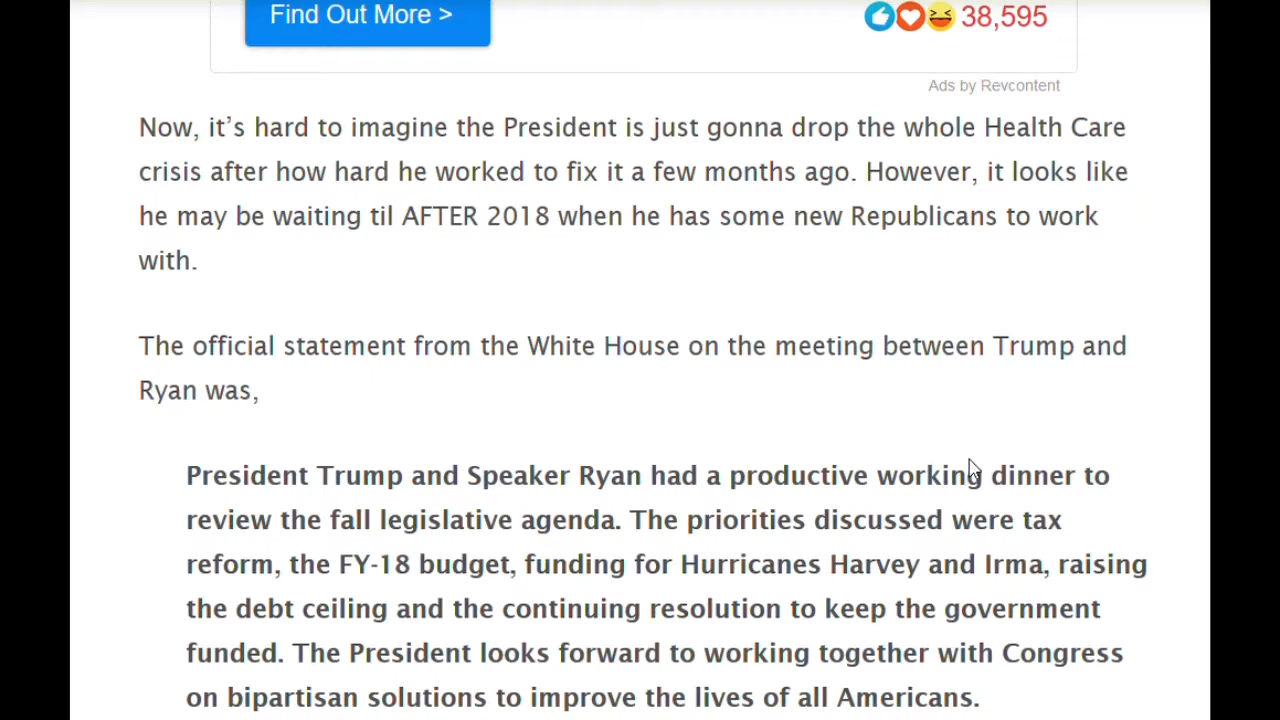 Find Out More >
38,595
Ads by Revcontent
Now, it’s hard to imagine the President is just gonna drop the whole Health Care
crisis after how hard he worked to fix it a few months ago. However, it looks like
he may be waiting til AFTER 2018 when he has some new Republicans to work
with.
The official statement from the White House on the meeting between Trump and
Ryan was,
President Trump and Speaker Ryan had a productive working dinner to
review the fall legislative agenda. The priorities discussed were tax
reform, the FY-18 budget, funding for Hurricanes Harvey and Irma, raising
the debt ceiling and the continuing resolution to keep the government
funded. The President looks forward to working together with Congress
on bipartisan solutions to improve the lives of all Americans.